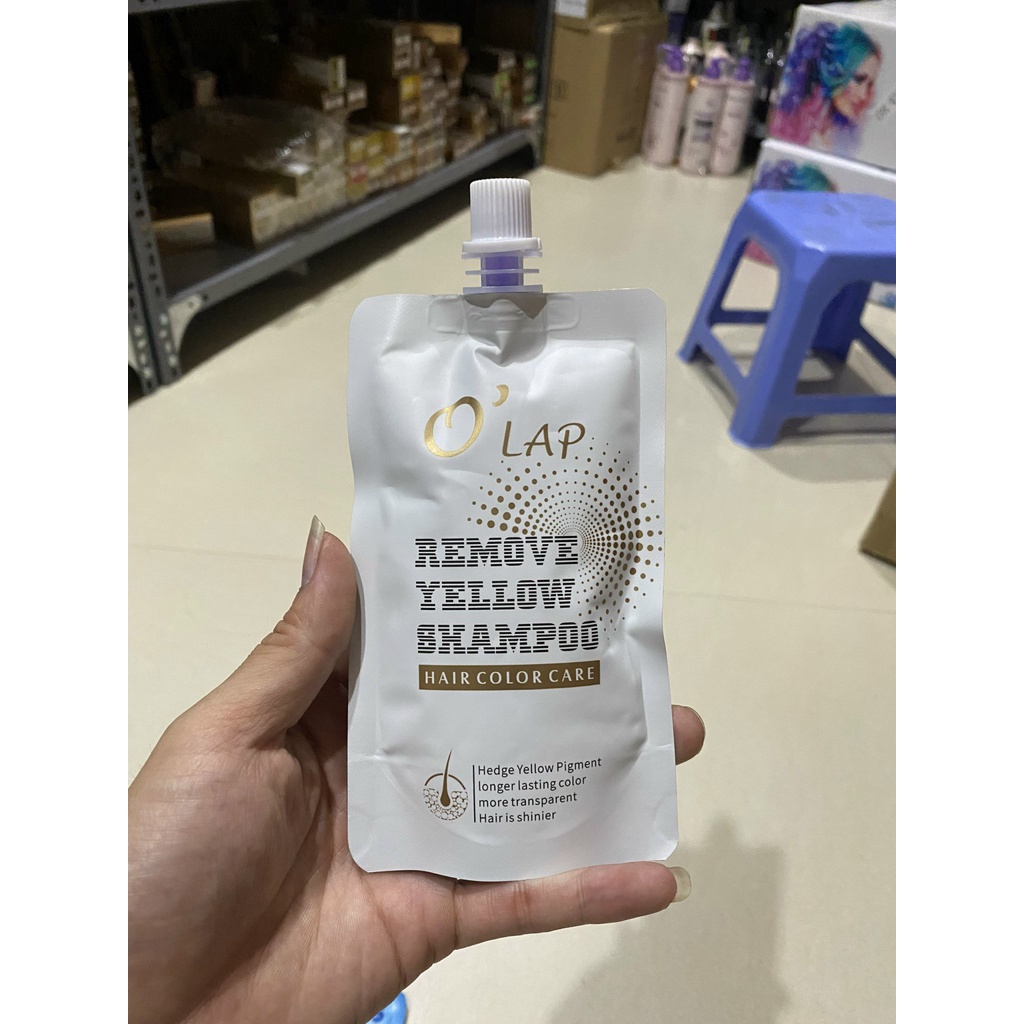 O'LAP
REMOVE
YELLOW
SHAMPOO
HAIR COLOR CARE
Hedge Yellow Pigment
longer lasting color
more transparent
Hair is shinier